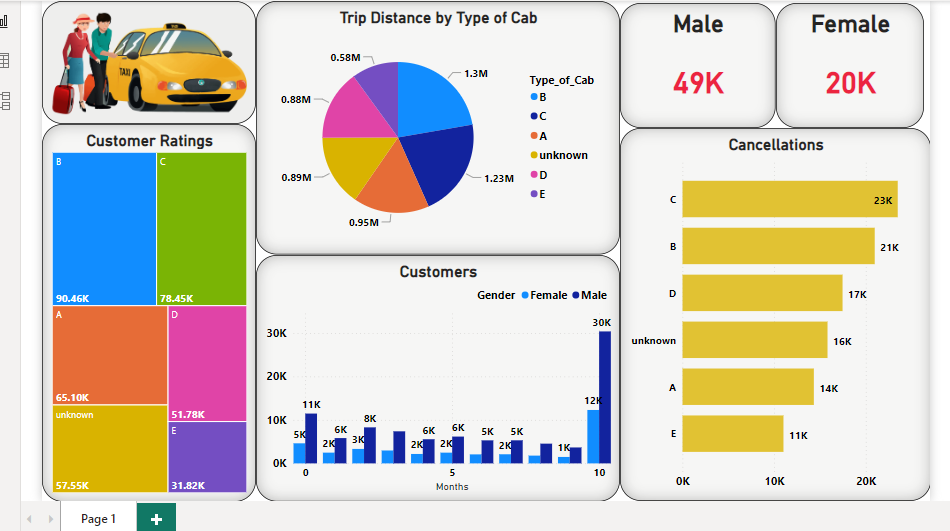 TAXI
Trip Distance by Type of Cab
0.58M
1.3M
0.88M
0.89M
1.23M
0.95M
Type_of_Cab
B
C
A
unknown
D
E
Male
49K
Female
20K
Customer Ratings
B
C
90.46K
78.45K
A
D
65.10K
51.78K
unknown
E
57.55K
31.82K
Customers
Gender Female Male
30K
20K
10K
0K
5K
11K
2K
6K
3K
8K
2K
6K
2K
6K
5K
2K
5K
1K
12K
30K
0
5
10
Months
Cancellations
C
23K
B
21K
D
17K
unknown
16K
A
14K
E
11K
0K
10K
20K
Page 1
+